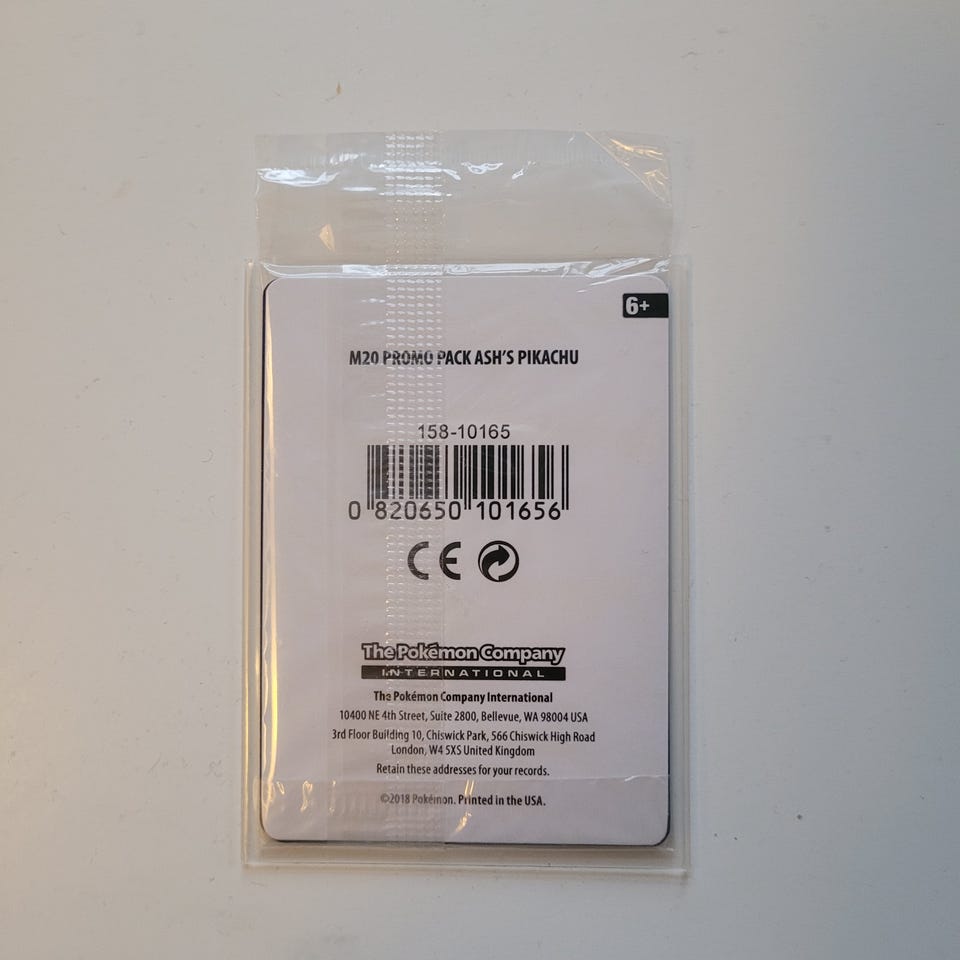 6+
M20 PROMO PACK ASH'S PIKACHU
158-10165
0 820650 101656
CE
The Pokémon Company
INTERNATIONAL
The Pokémon Company International
10400 NE 4th Street, Suite 2800, Bellevue, WA 98004 USA
3rd Floor Building 10, Chiswick Park, 566 Chiswick High Road
London, W4 5XS United Kingdom
Retain these addresses for your records.
©2018 Pokémon. Printed in the USA.